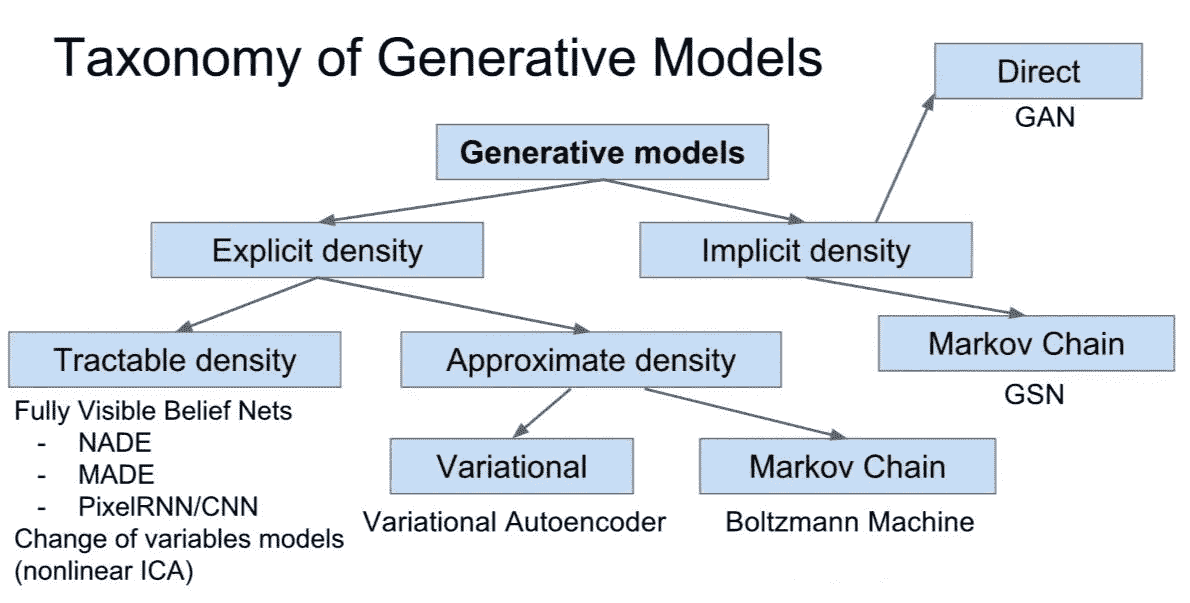 Taxonomy of Generative Models
Direct
GAN
Generative models
Explicit density
Implicit density
Tractable density
Approximate density
Markov Chain
GSN
Fully Visible Belief Nets
- NADE
- MADE
- PixelRNN/CNN
Change of variables models
(nonlinear ICA)
Variational
Variational Autoencoder
Markov Chain
Boltzmann Machine